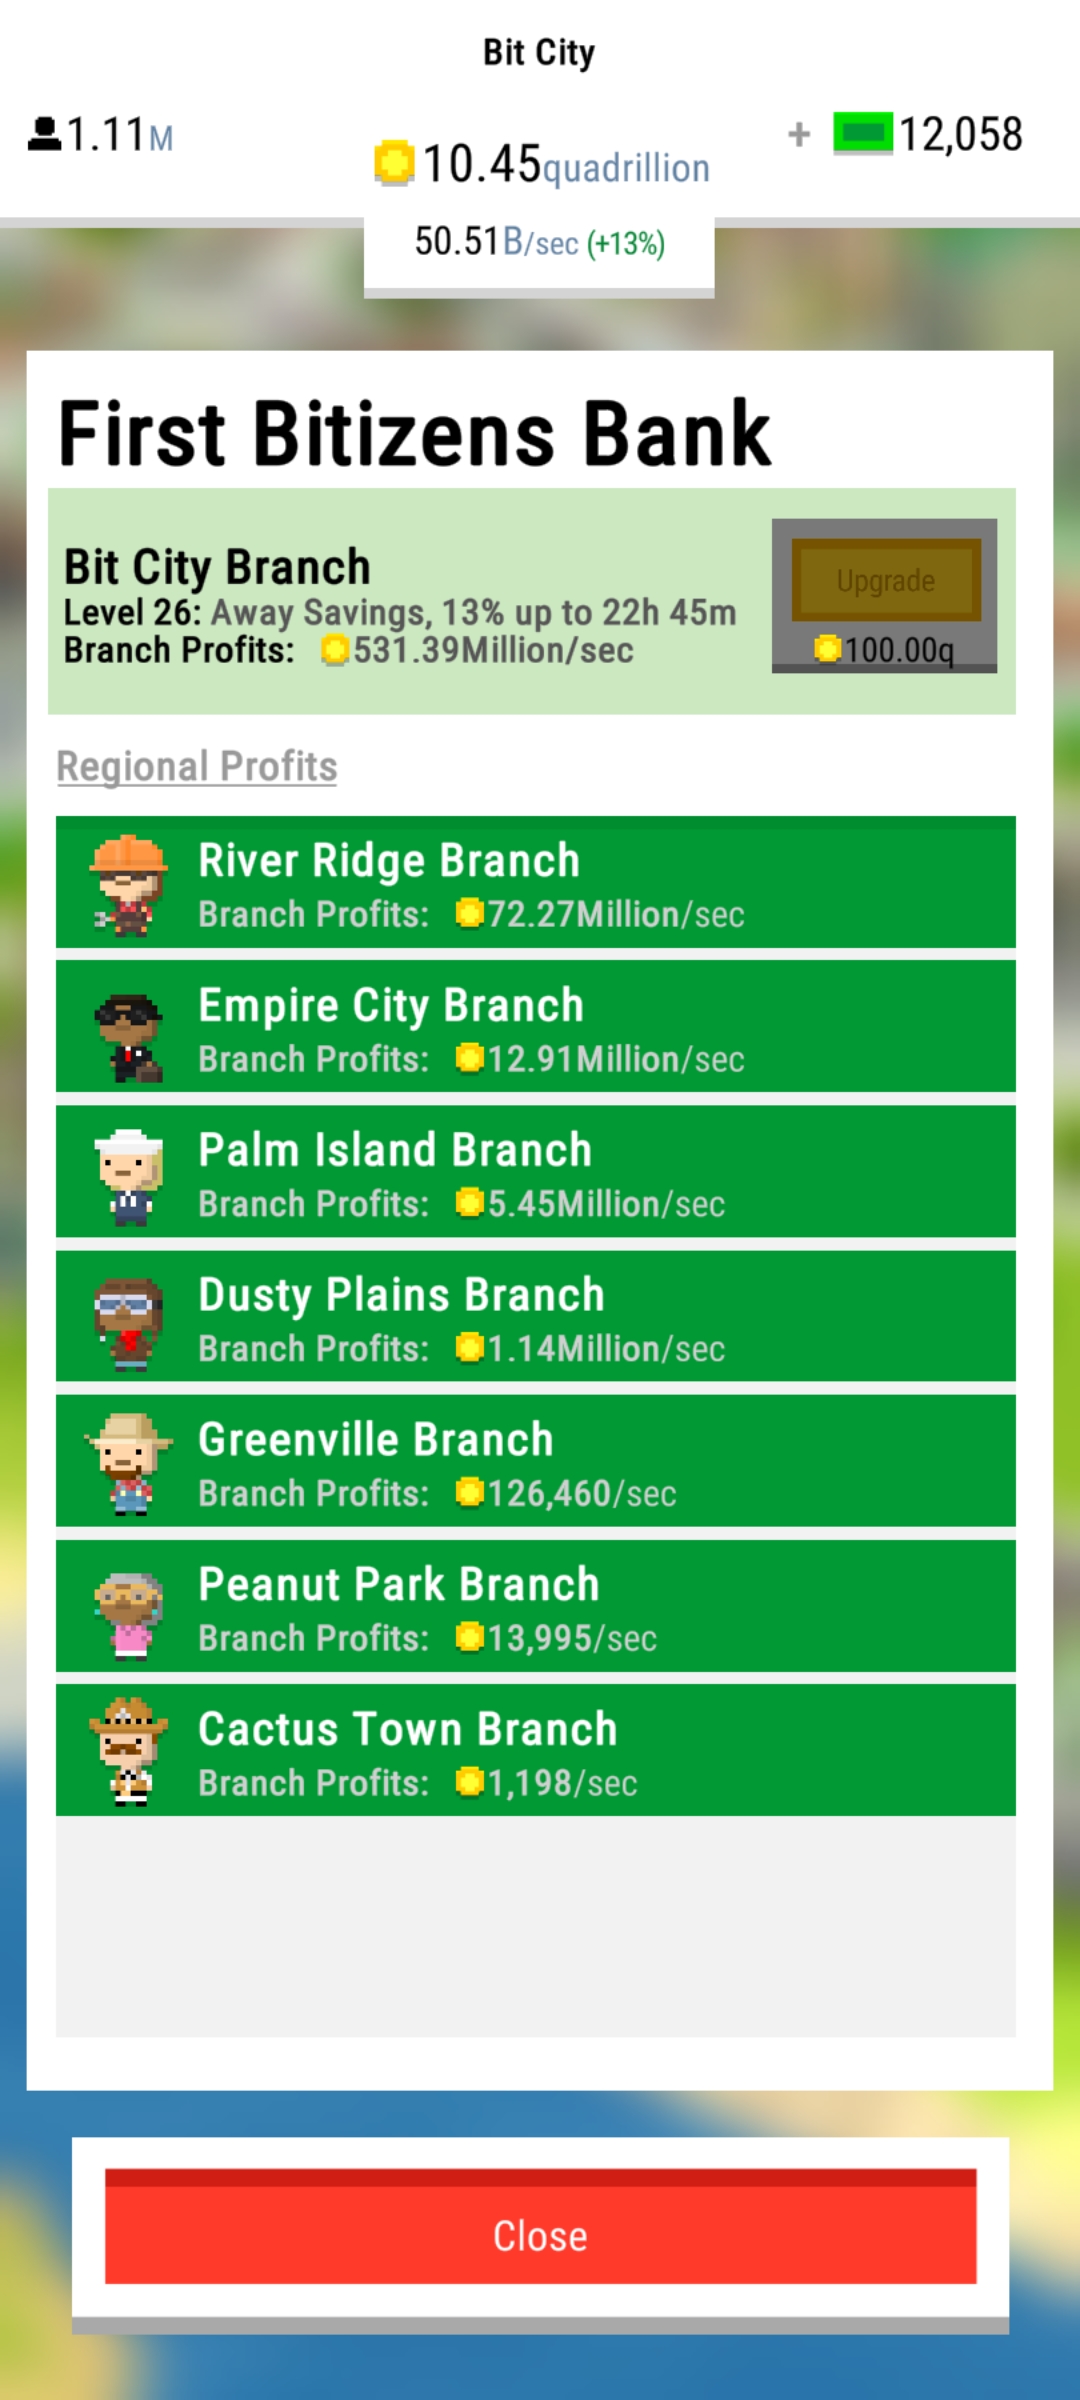 Bit City
1.11M
10.45quadrillion
+ 12,058
50.51B/sec (+13%)
First Bitizens Bank
Bit City Branch
Level 26: Away Savings, 13% up to 22h 45m
Branch Profits: 531.39Million/sec
Upgrade
100.00q
Regional Profits
River Ridge Branch
Branch Profits: 72.27Million/sec
Empire City Branch
Branch Profits: 12.91Million/sec
Palm Island Branch
Branch Profits: 5.45Million/sec
Dusty Plains Branch
Branch Profits: 1.14Million/sec
Greenville Branch
Branch Profits: 126,460/sec
Peanut Park Branch
Branch Profits: 13,995/sec
Cactus Town Branch
Branch Profits: 1,198/sec
Close